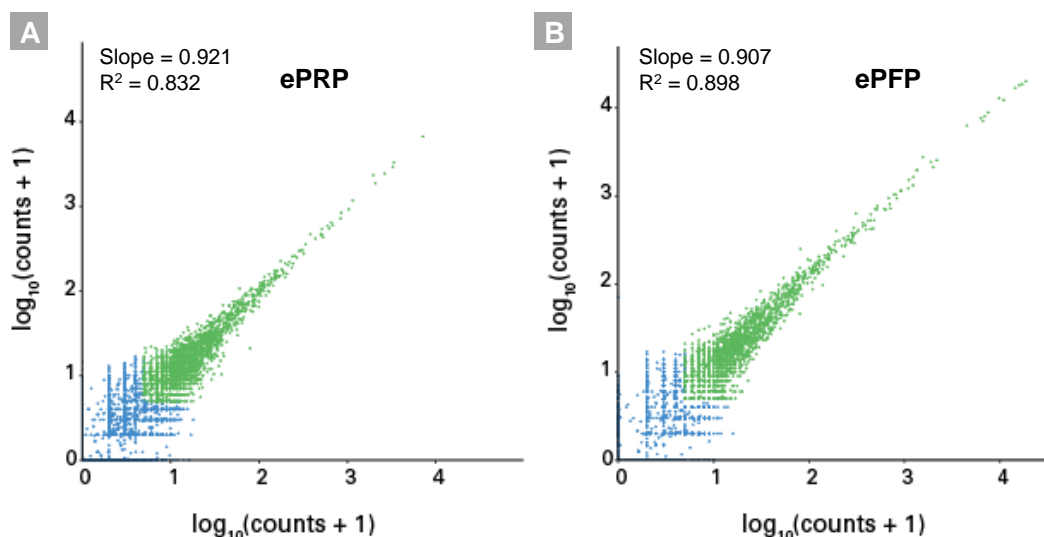 A
Slope = 0.921
R² = 0.832
ePRP
log₁₀(counts + 1)
4
3
2
1
0
0 1 2 3 4
log₁₀(counts + 1)
B
Slope = 0.907
R² = 0.898
ePFP
log₁₀(counts + 1)
4
3
2
1
0
0 1 2 3 4
log₁₀(counts + 1)